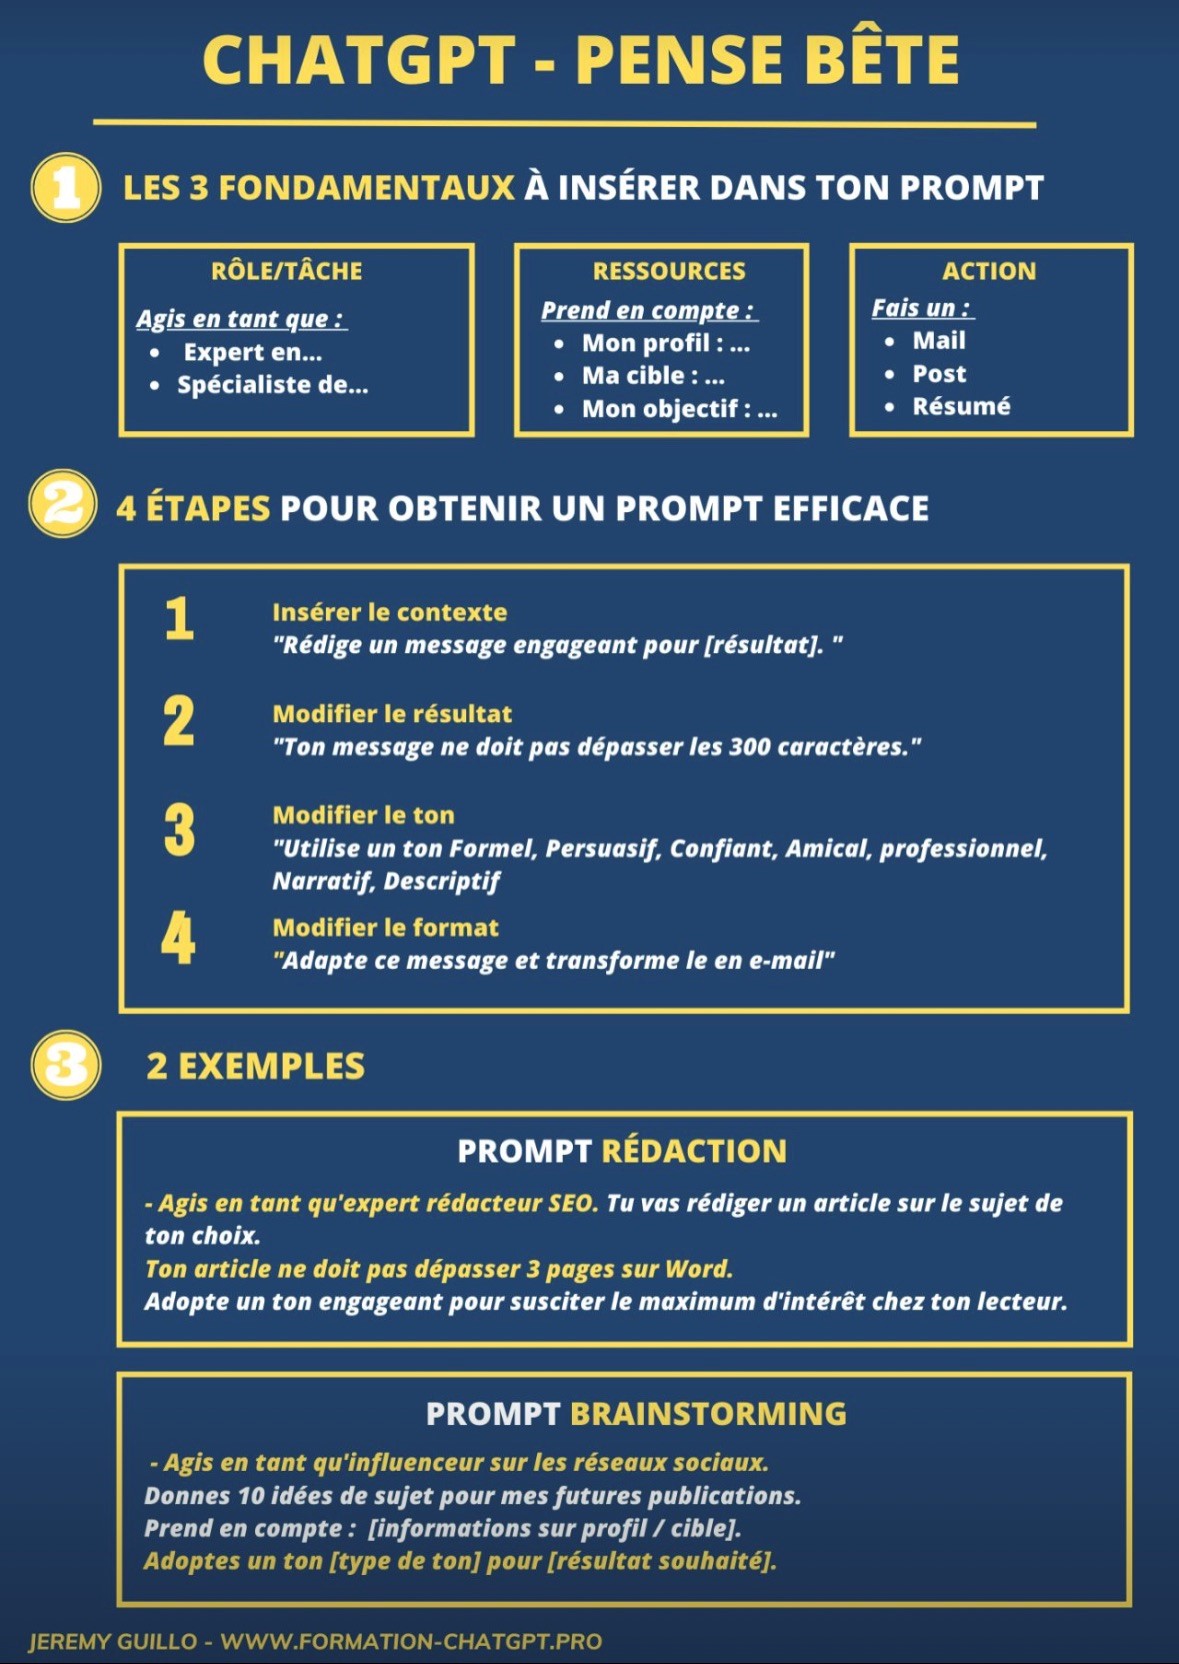 CHATGPT - PENSE BÊTE
1
LES 3 FONDAMENTAUX À INSÉRER DANS TON PROMPT
RÔLE/TÂCHE
Agis en tant que :
• Expert en...
• Spécialiste de...
RESSOURCES
Prend en compte :
• Mon profil : ...
• Ma cible : ...
• Mon objectif : ...
ACTION
Fais un :
• Mail
• Post
• Résumé
2
4 ÉTAPES POUR OBTENIR UN PROMPT EFFICACE
1
Insérer le contexte
"Rédige un message engageant pour [résultat]. "
2
Modifier le résultat
"Ton message ne doit pas dépasser les 300 caractères."
3
Modifier le ton
"Utilise un ton Formel, Persuasif, Confiant, Amical, professionnel,
Narratif, Descriptif
4
Modifier le format
"Adapte ce message et transforme le en e-mail"
3
2 EXEMPLES
PROMPT RÉDACTION
- Agis en tant qu'expert rédacteur SEO. Tu vas rédiger un article sur le sujet de
ton choix.
Ton article ne doit pas dépasser 3 pages sur Word.
Adopte un ton engageant pour susciter le maximum d'intérêt chez ton lecteur.
PROMPT BRAINSTORMING
- Agis en tant qu'influenceur sur les réseaux sociaux.
Donnes 10 idées de sujet pour mes futures publications.
Prend en compte : [informations sur profil / cible].
Adoptes un ton [type de ton] pour [résultat souhaité].
JEREMY GUILLO - WWW.FORMATION-CHATGPT.PRO